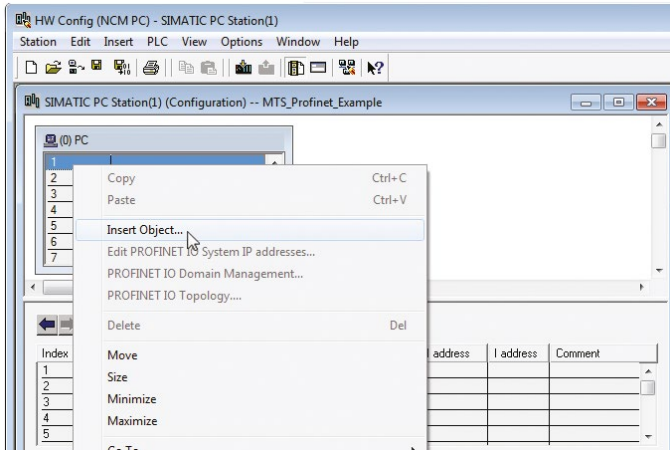 HW Config (NCM PC) - SIMATIC PC Station(1)
Station Edit Insert PLC View Options Window Help
SIMATIC PC Station(1) (Configuration) -- MTS_Profinet_Example
(0) PC
1
2
3
4
5
6
7
Copy Ctrl+C
Paste Ctrl+V
Insert Object...
Edit PROFINET IO System IP addresses...
PROFINET IO Domain Management...
PROFINET IO Topology....
Delete Del
Move
Size
Minimize
Maximize
Go To
Index address I address Comment
1
2
3
4
5